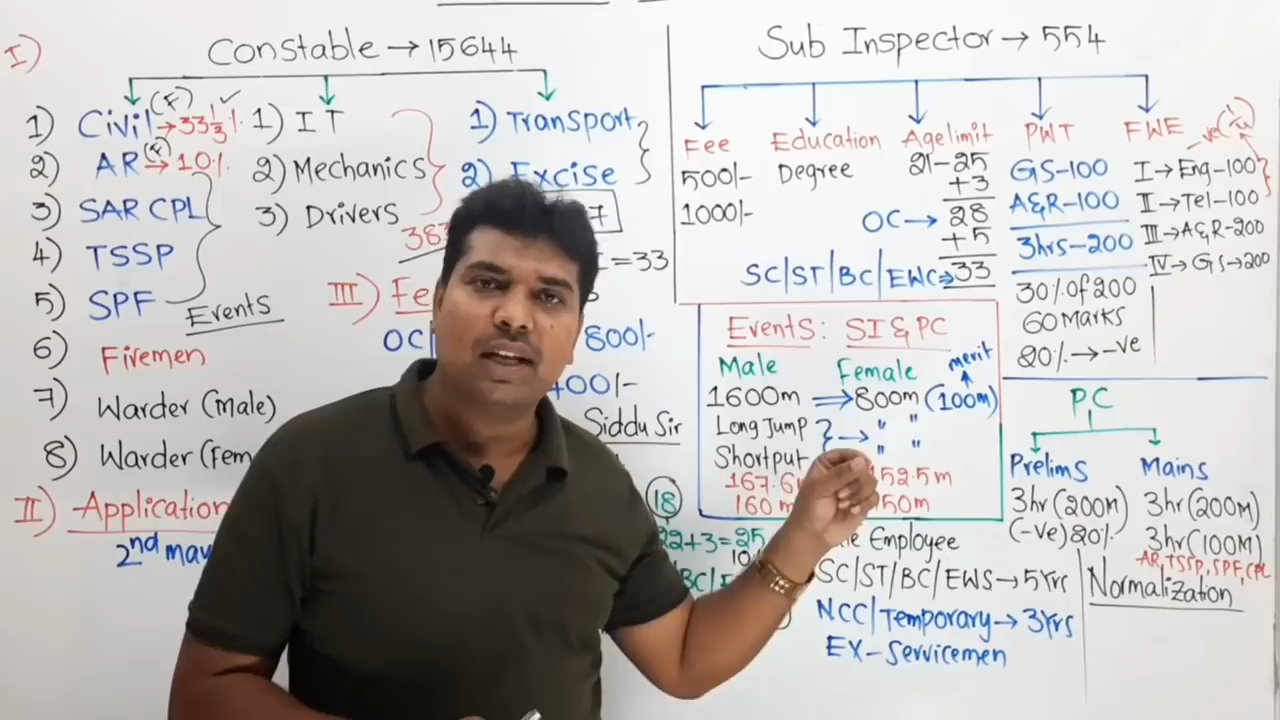 I)
Constable → 15644
1) Civil (F) → 33 1/3 %. ✓
2) AR (F) → 10%.
3) SAR CPL
4) TSSP
5) SPF
Events
6) Firemen
7) Warder (Male)
8) Warder (Fem
1) IT
2) Mechanics
3) Drivers
383
1) Transport
2) Excise
7
=33
II) Application
2nd may
III) Fe
OC/
800/-
400/-
Siddu Sir
18
22+3=25
Sub Inspector → 554
Fee
500/-
1000/-
Education
Degree
Agelimit
21-25
+3
OC → 28
+5
SC/ST/BC/EWC → 33
PWT
GS-100
A&R-100
3hrs-200
30% of 200
60 Marks
20% → -ve
FWE
I → Eng-100
II → Tel-100
III → A&R-200
IV → GS → 200
Events: SI & PC
Male
Female
merit
1600m ⇒ 800m (100m)
Long Jump → " "
Shortput " "
167.6
152.5m
160 m
150m
Employee
SC/ST/BC/EWS → 5Yrs
NCC/Temporary → 3Yrs
EX-Servicemen
PC
Prelims
3hr (200M)
(-Ve) 20%.
Mains
3hr (200M)
3hr (100M)
AR, TSSP, SPF, CPL
Normalization